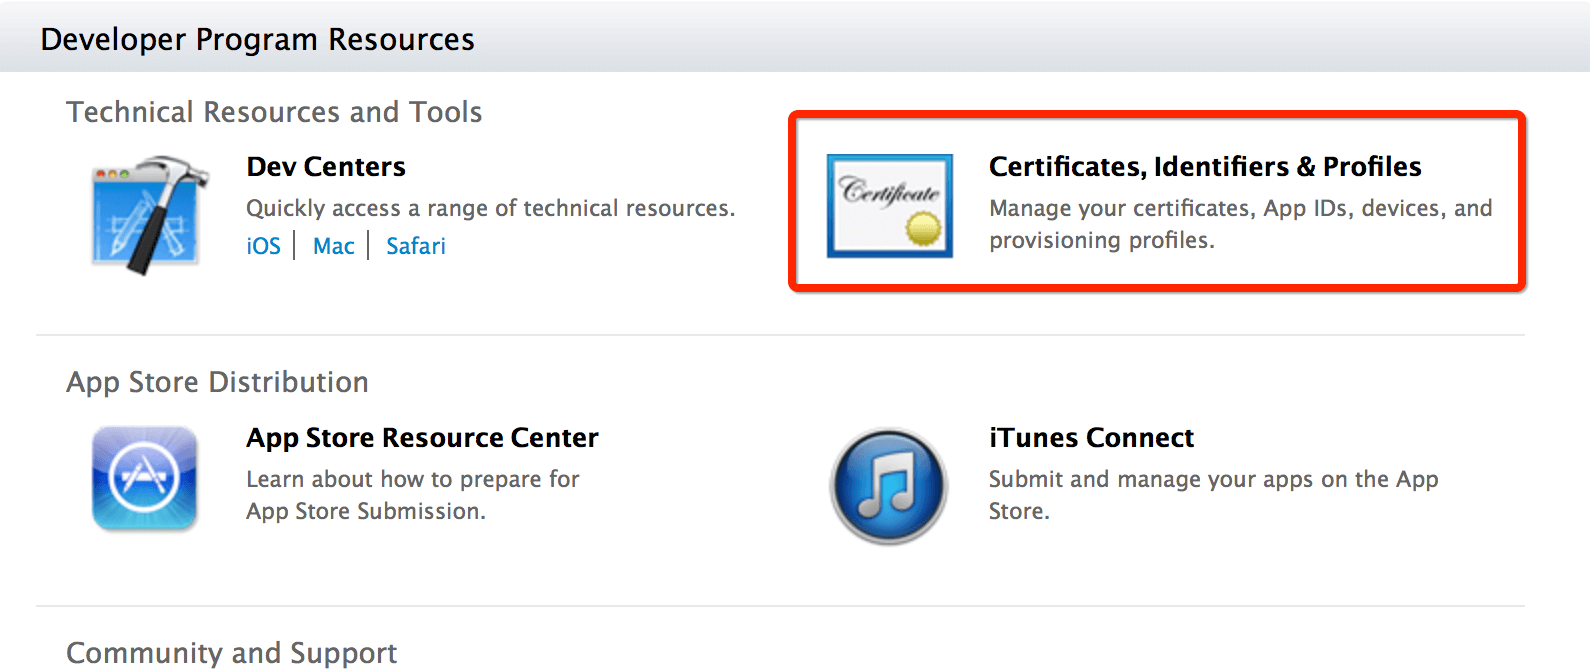 Developer Program Resources
Technical Resources and Tools
Dev Centers
Quickly access a range of technical resources.
iOS | Mac | Safari
Certificate
Certificates, Identifiers & Profiles
Manage your certificates, App IDs, devices, and
provisioning profiles.
App Store Distribution
App Store Resource Center
Learn about how to prepare for
App Store Submission.
iTunes Connect
Submit and manage your apps on the App
Store.
Community and Support